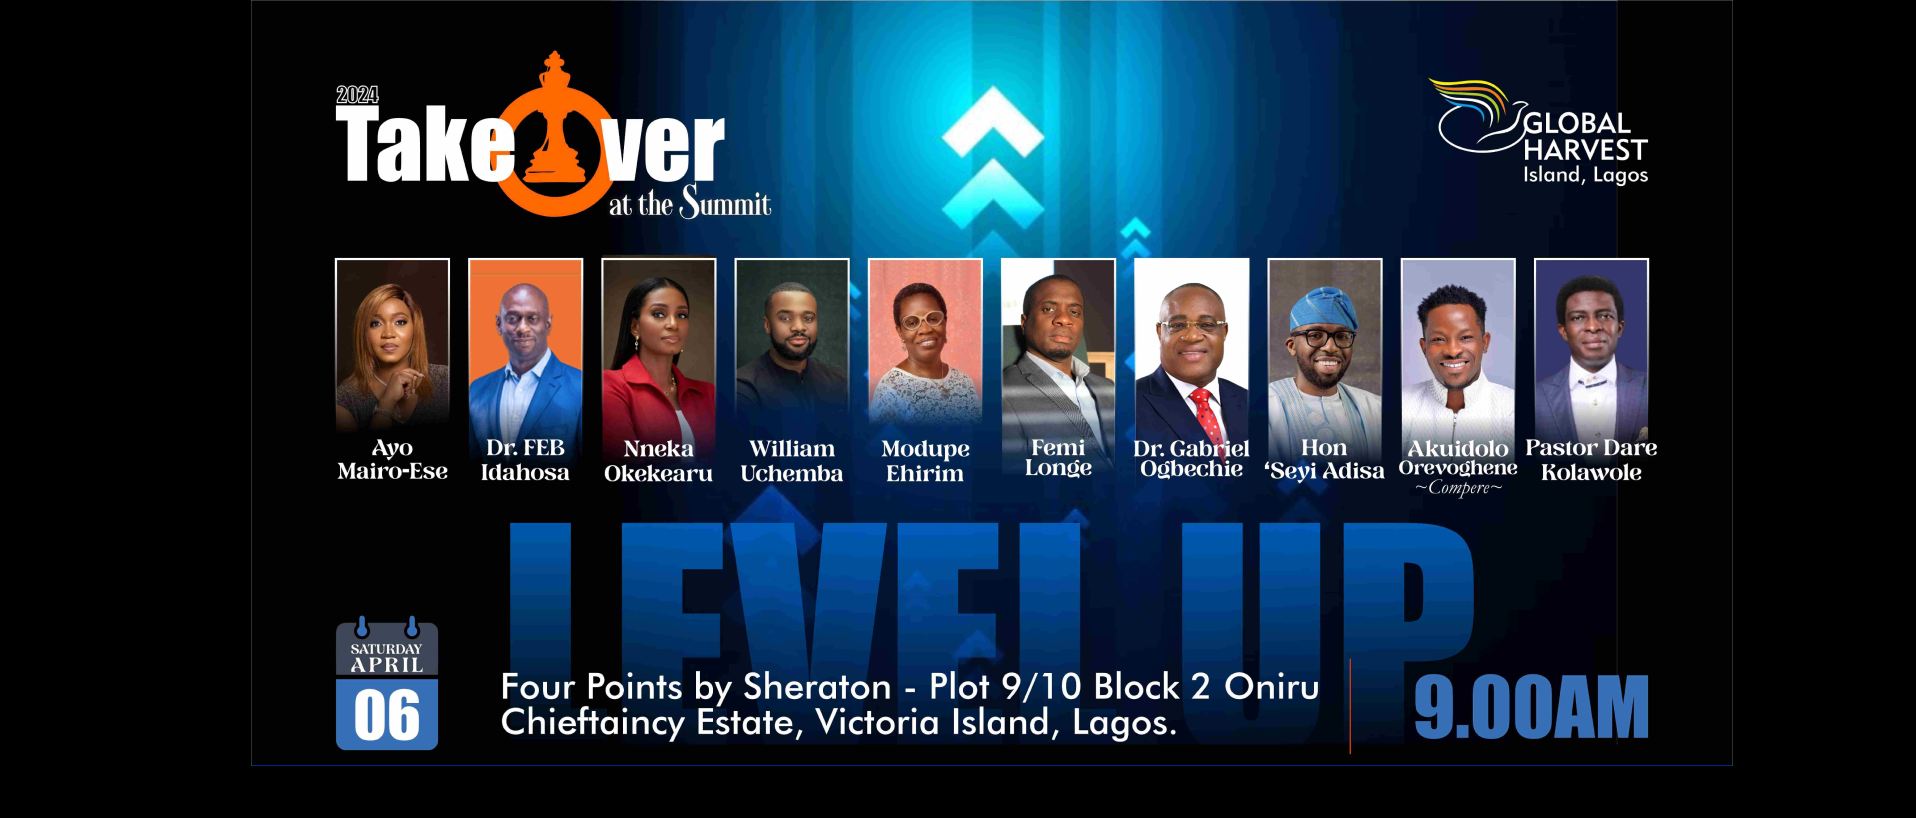 2024
TakeOver
at the Summit
GLOBAL
HARVEST
Island, Lagos
Ayo
Mairo-Ese
Dr. FEB
Idahosa
Nneka
Okekearu
William
Uchemba
Modupe
Ehirim
Femi
Longe
Dr. Gabriel
Ogbechie
Hon
‘Seyi Adisa
Akuidolo
Orevoghene
~Compere~
Pastor Dare
Kolawole
LEVEL UP
SATURDAY
APRIL
06
Four Points by Sheraton - Plot 9/10 Block 2 Oniru
Chieftaincy Estate, Victoria Island, Lagos.
9.00AM